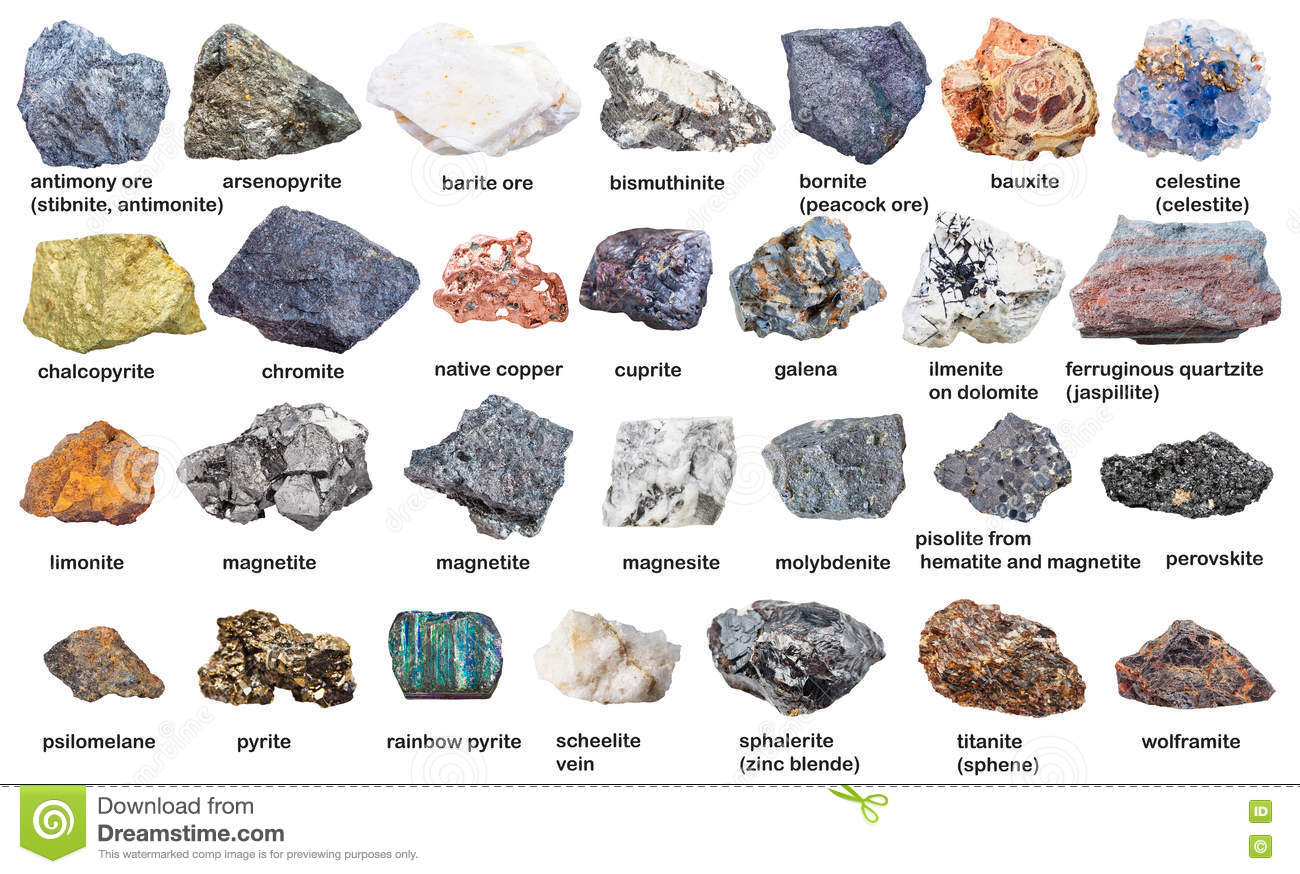 antimony ore
(stibnite, antimonite)
arsenopyrite
barite ore
bismuthinite
bornite
(peacock ore)
bauxite
celestine
(celestite)
chalcopyrite
chromite
native copper
cuprite
galena
ilmenite
on dolomite
ferruginous quartzite
(jaspillite)
limonite
magnetite
magnetite
magnesite
molybdenite
pisolite from
hematite and magnetite
perovskite
psilomelane
pyrite
rainbow pyrite
scheelite
vein
sphalerite
(zinc blende)
titanite
(sphene)
wolframite
Download from
Dreamstime.com
This watermarked comp image is for previewing purposes only.
ID
©